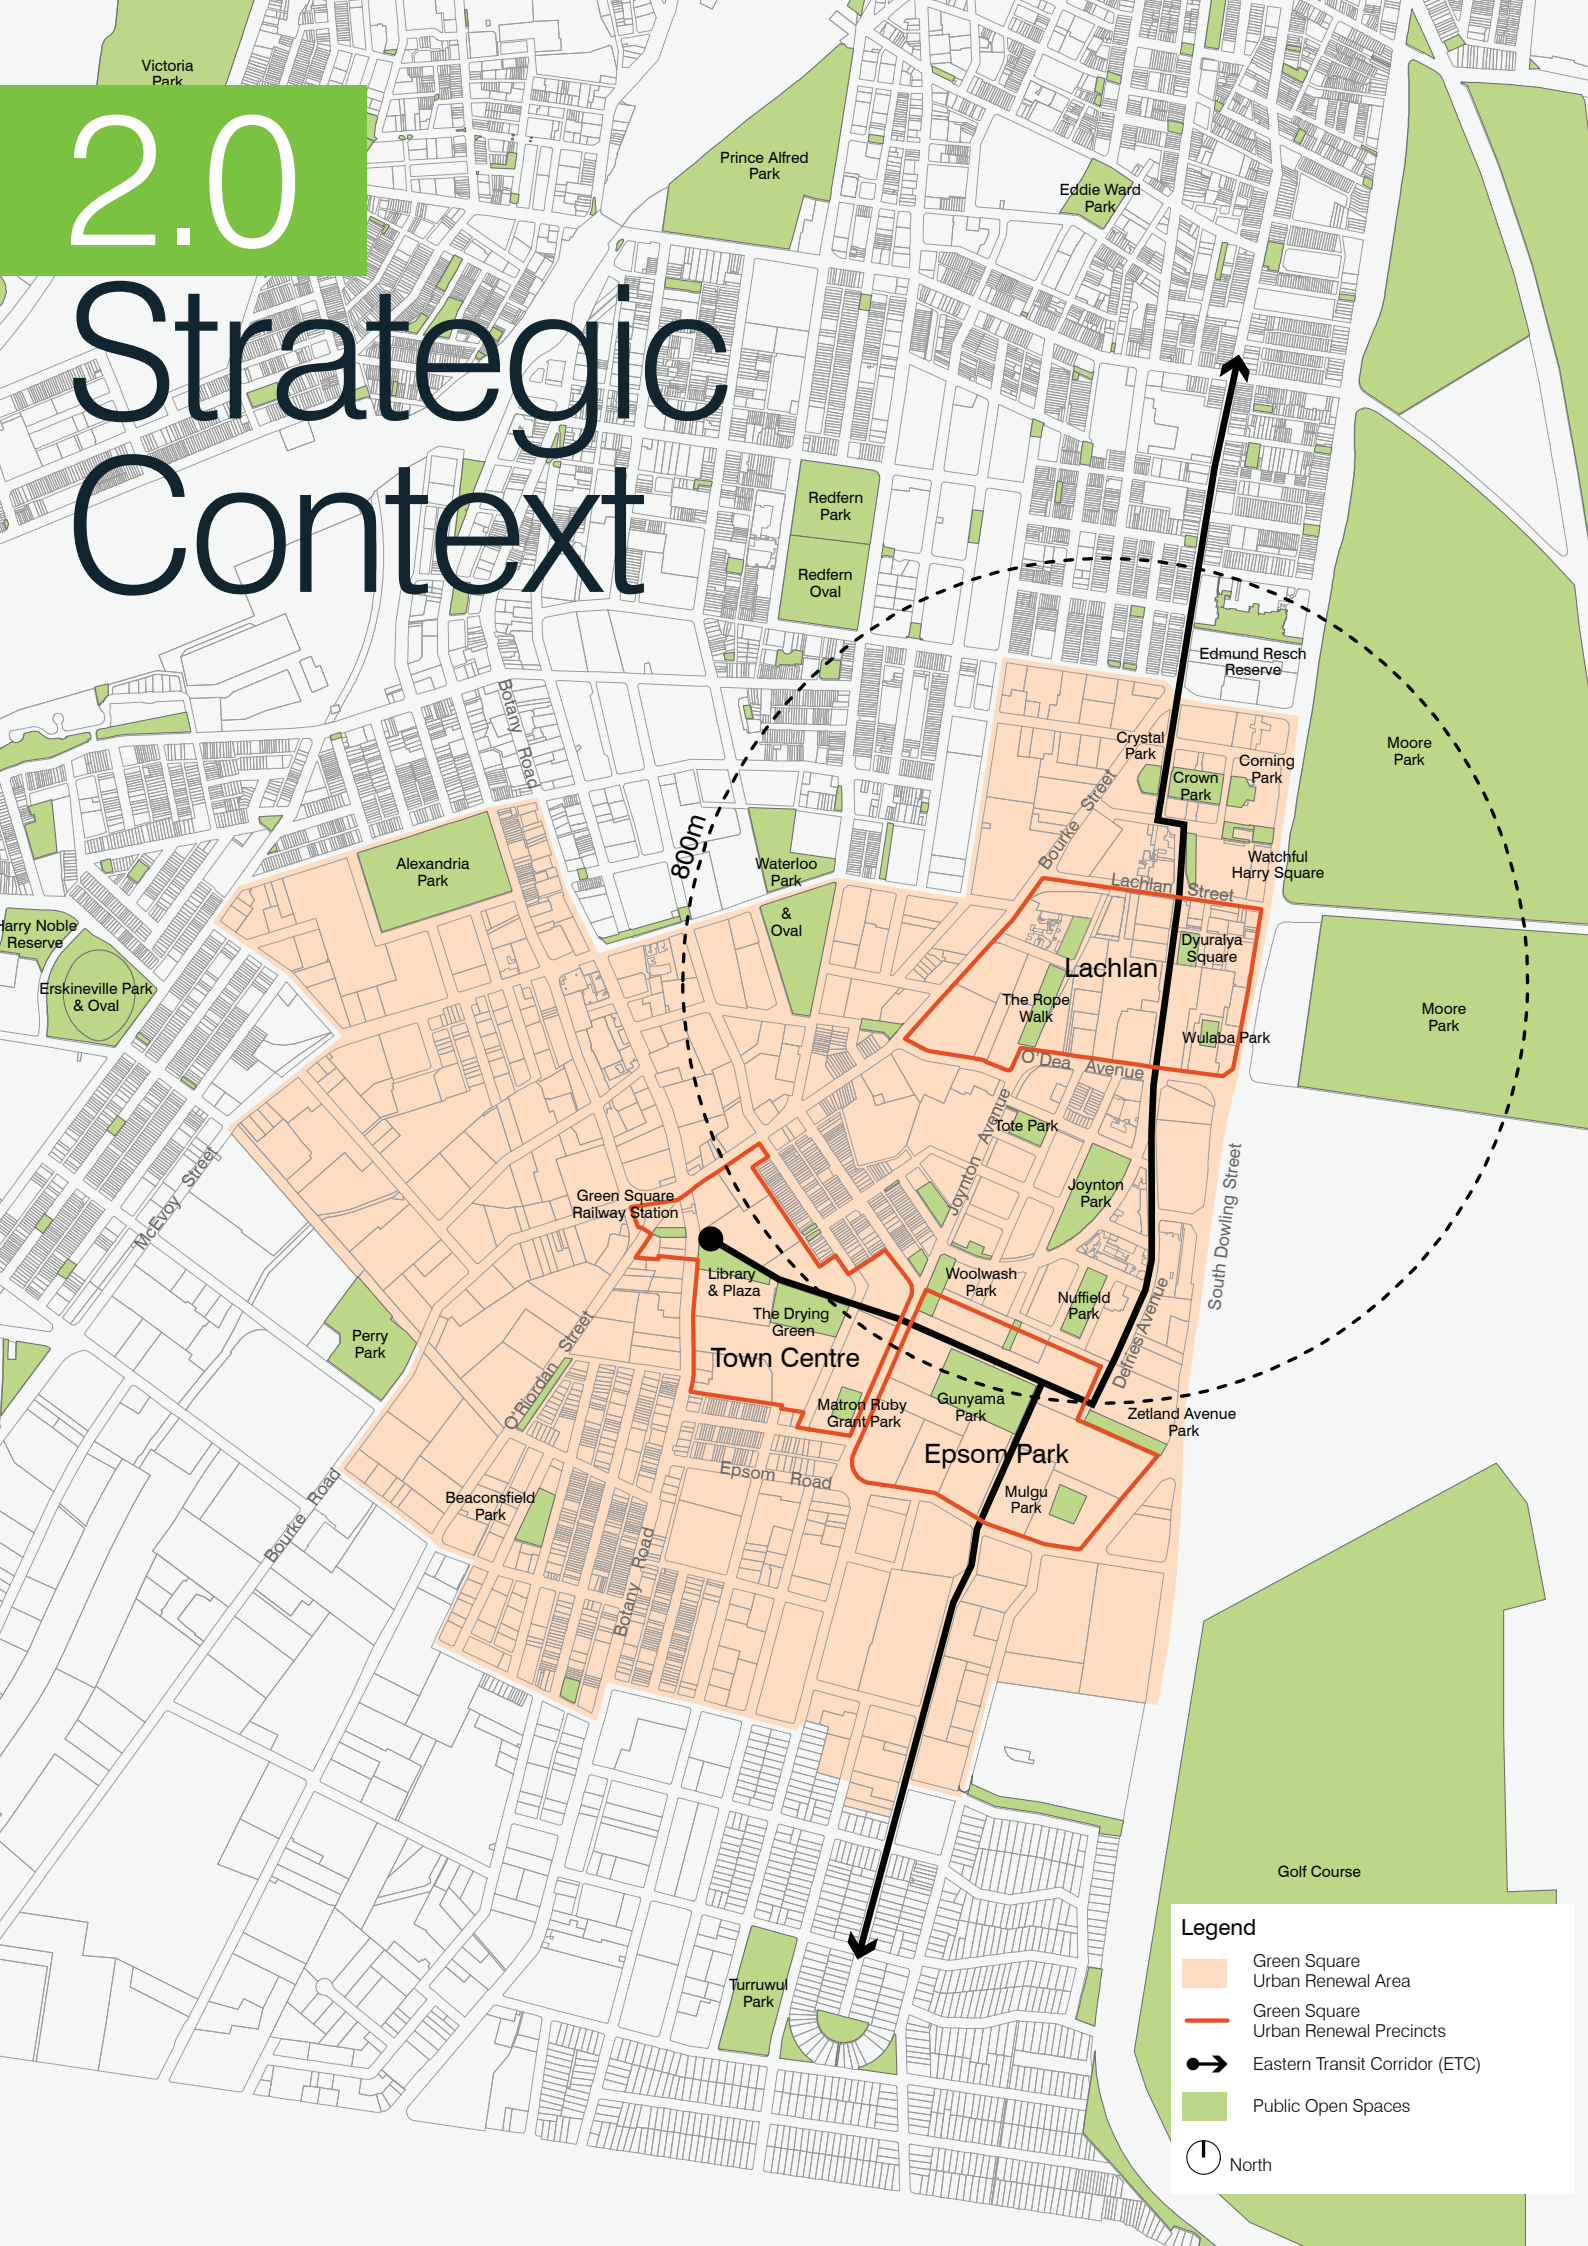 Victoria
Park
2.0
Strategic
Context
Prince Alfred
Park
Eddie Ward
Park
Redfern
Park
Redfern
Oval
Edmund Resch
Reserve
Botany Road
Moore
Park
Crystal
Park
Crown
Park
Corning
Park
Bourke Street
800m
Alexandria
Park
Waterloo
Park
&
Oval
Watchful
Harry Square
Lachlan Street
Harry Noble
Reserve
Erskineville Park
& Oval
Dyuralya
Square
Lachlan
The Rope
Walk
Wulaba Park
Moore
Park
O'Dea Avenue
Joynton Avenue
Tote Park
McEvoy Street
Green Square
Railway Station
Joynton
Park
South Dowling Street
Library
& Plaza
The Drying
Green
Woolwash
Park
Nuffield
Park
Defries Avenue
Perry
Park
O'Riordan Street
Town Centre
Matron Ruby
Grant Park
Gunyama
Park
Zetland Avenue
Park
Epsom Park
Epsom Road
Mulgu
Park
Beaconsfield
Park
Bourke Road
Botany Road
Golf Course
Turruwul
Park
Legend
Green Square
Urban Renewal Area
Green Square
Urban Renewal Precincts
Eastern Transit Corridor (ETC)
Public Open Spaces
North